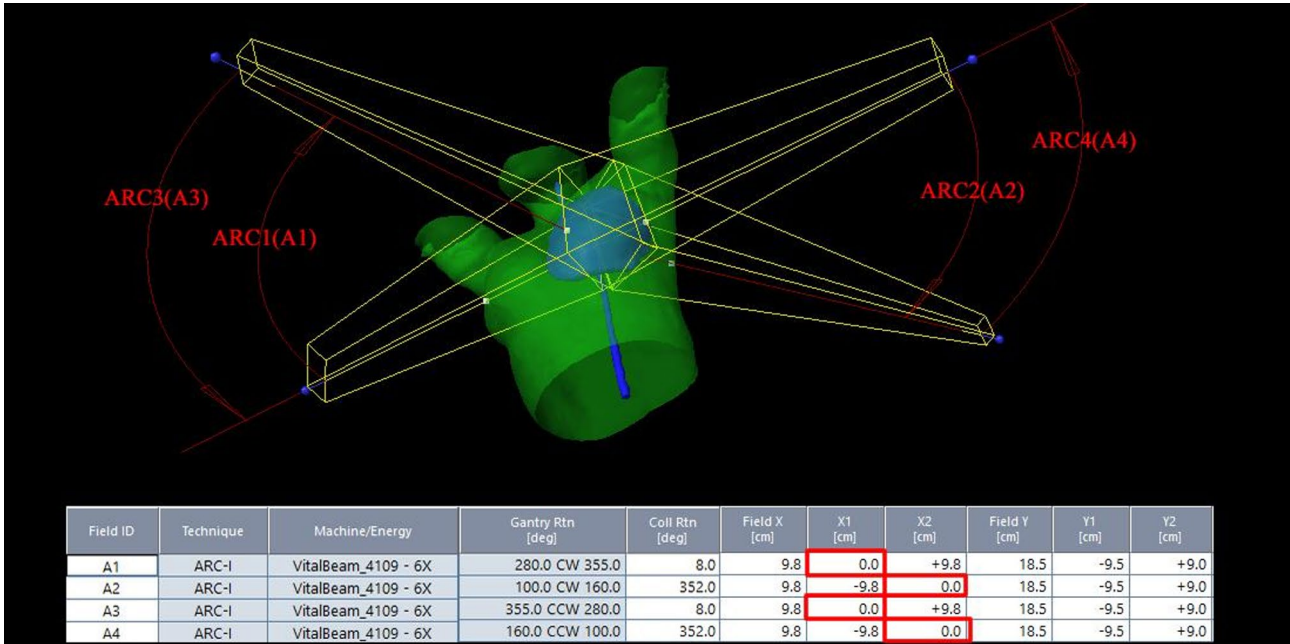 ARC4(A4)
ARC3(A3)
ARC2(A2)
ARC1(A1)
Field ID Technique Machine/Energy Gantry Rtn [deg] Coll Rtn [deg] Field X [cm] X1 [cm] X2 [cm] Field Y [cm] Y1 [cm] Y2 [cm]
A1 ARC-I VitalBeam_4109 - 6X 280.0 CW 355.0 8.0 9.8 0.0 +9.8 18.5 -9.5 +9.0
A2 ARC-I VitalBeam_4109 - 6X 100.0 CW 160.0 352.0 9.8 -9.8 0.0 18.5 -9.5 +9.0
A3 ARC-I VitalBeam_4109 - 6X 355.0 CCW 280.0 8.0 9.8 0.0 +9.8 18.5 -9.5 +9.0
A4 ARC-I VitalBeam_4109 - 6X 160.0 CCW 100.0 352.0 9.8 -9.8 0.0 18.5 -9.5 +9.0